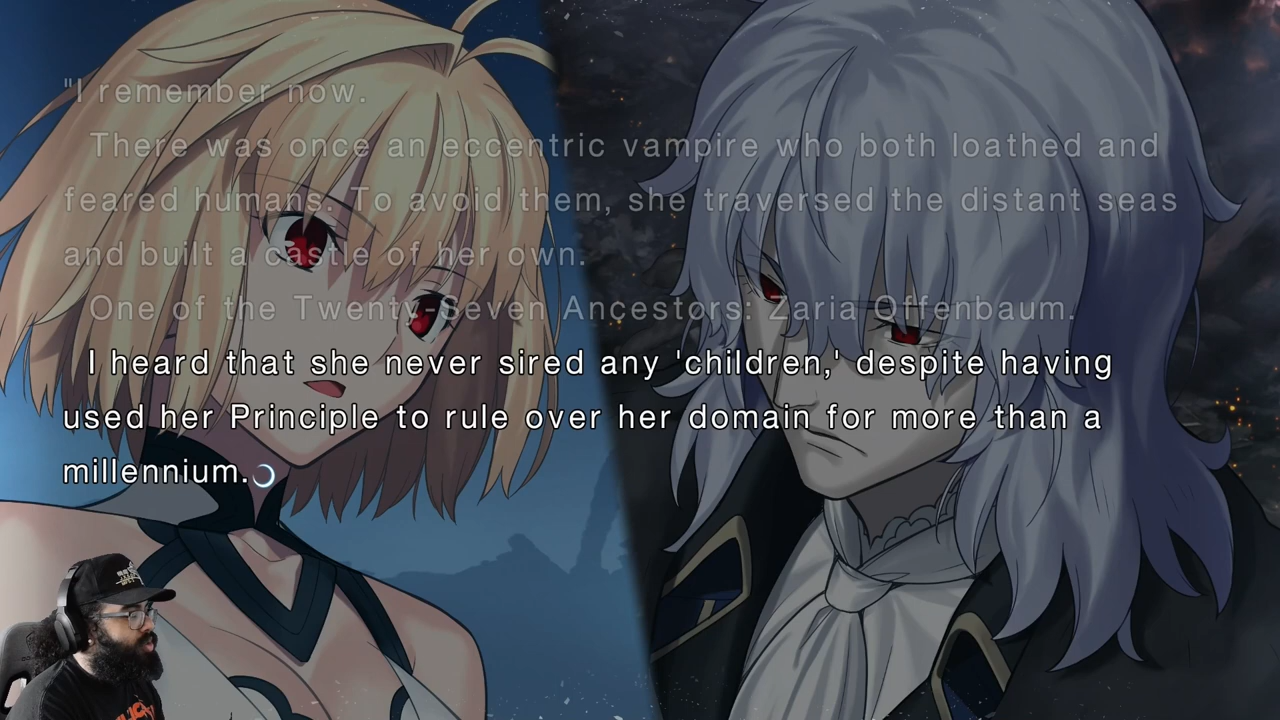 "I remember now.
There was once an eccentric vampire who both loathed and
feared humans. To avoid them, she traversed the distant seas
and built a castle of her own.
One of the Twenty-Seven Ancestors: Zaria Offenbaum.
I heard that she never sired any 'children,' despite having
used her Principle to rule over her domain for more than a
millennium.